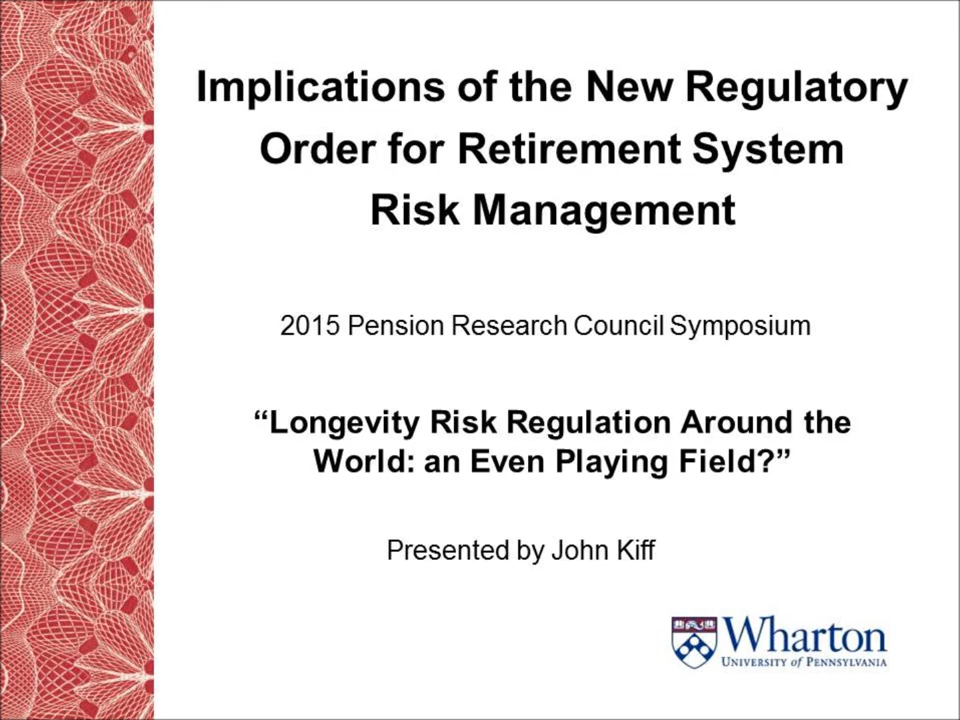 Implications of the New Regulatory
Order for Retirement System
Risk Management
2015 Pension Research Council Symposium
“Longevity Risk Regulation Around the
World: an Even Playing Field?”
Presented by John Kiff
Wharton
UNIVERSITY of PENNSYLVANIA